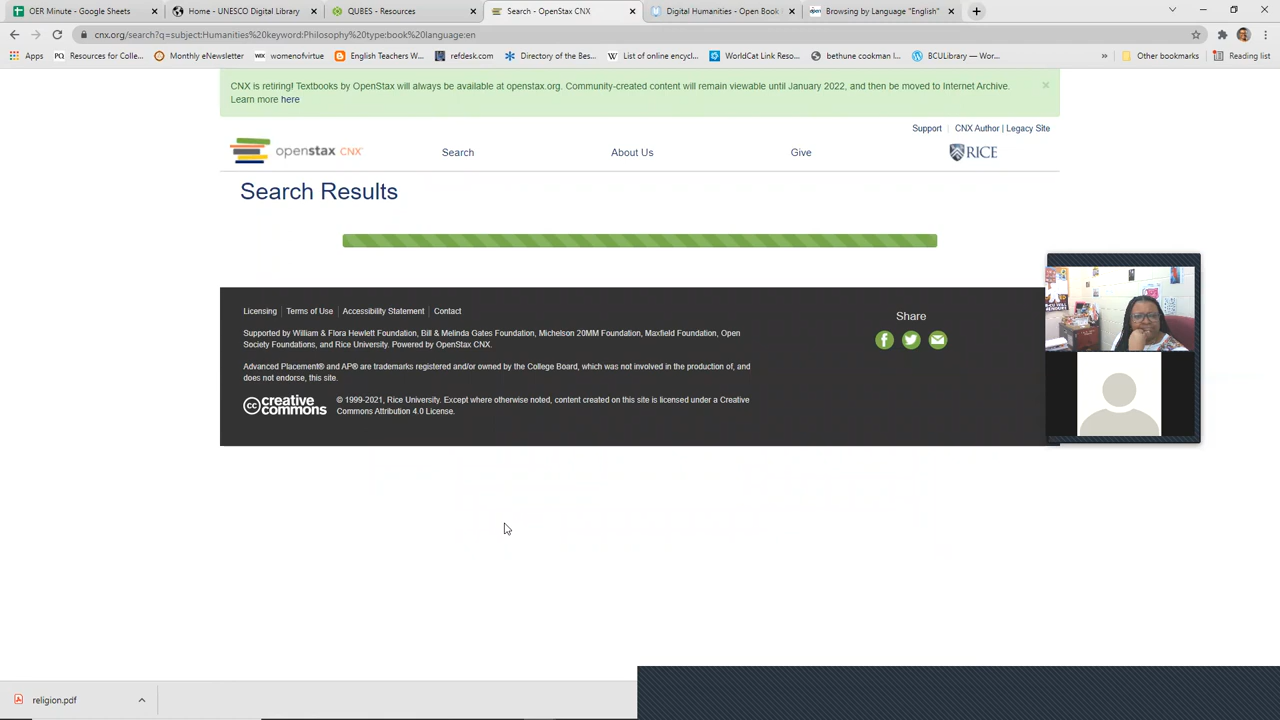 OER Minute - Google Sheets
Home - UNESCO Digital Library
QUBES - Resources
Search - OpenStax CNX
Digital Humanities - Open Book
Browsing by Language "English"
cnx.org/search?q=subject:Humanities%20keyword:Philosophy%20type:book%20language:en
Apps
Resources for Colle...
Monthly eNewsletter
womenofvirtue
English Teachers W...
refdesk.com
Directory of the Bes...
List of online encycl...
WorldCat Link Reso...
bethune cookman l...
BCULibrary — Wor...
»
Other bookmarks
Reading list
CNX is retiring! Textbooks by OpenStax will always be available at openstax.org. Community-created content will remain viewable until January 2022, and then be moved to Internet Archive.
Learn more here
Support | CNX Author | Legacy Site
openstax CNX
Search
About Us
Give
RICE
Search Results
Licensing | Terms of Use | Accessibility Statement | Contact
Supported by William & Flora Hewlett Foundation, Bill & Melinda Gates Foundation, Michelson 20MM Foundation, Maxfield Foundation, Open
Society Foundations, and Rice University. Powered by OpenStax CNX.
Advanced Placement® and AP® are trademarks registered and/or owned by the College Board, which was not involved in the production of, and
does not endorse, this site.
creative
commons
© 1999-2021, Rice University. Except where otherwise noted, content created on this site is licensed under a Creative
Commons Attribution 4.0 License.
Share
religion.pdf